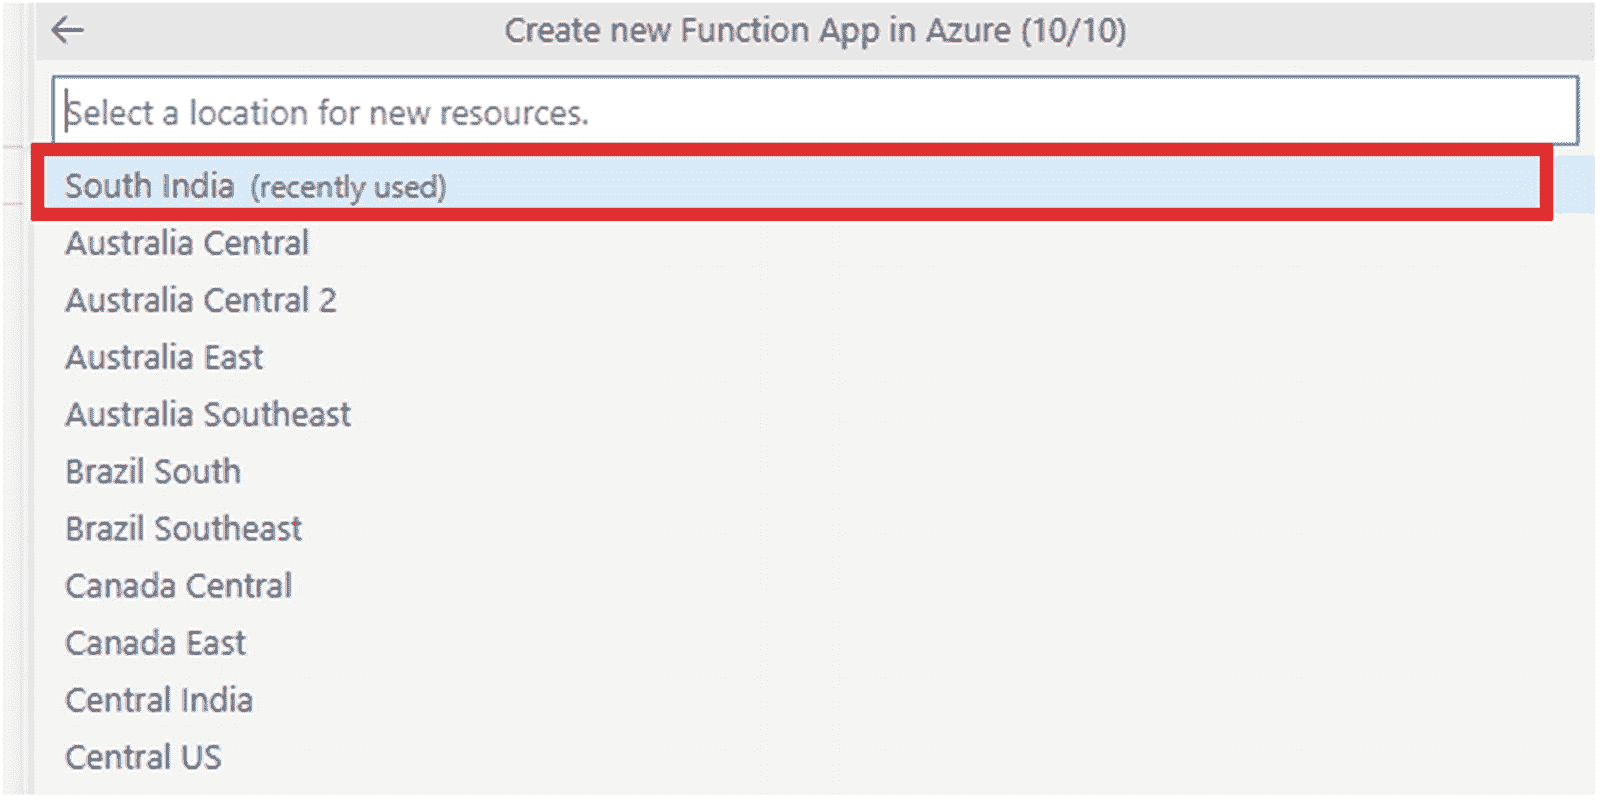 Create new Function App in Azure (10/10)
Select a location for new resources.
South India (recently used)
Australia Central
Australia Central 2
Australia East
Australia Southeast
Brazil South
Brazil Southeast
Canada Central
Canada East
Central India
Central US